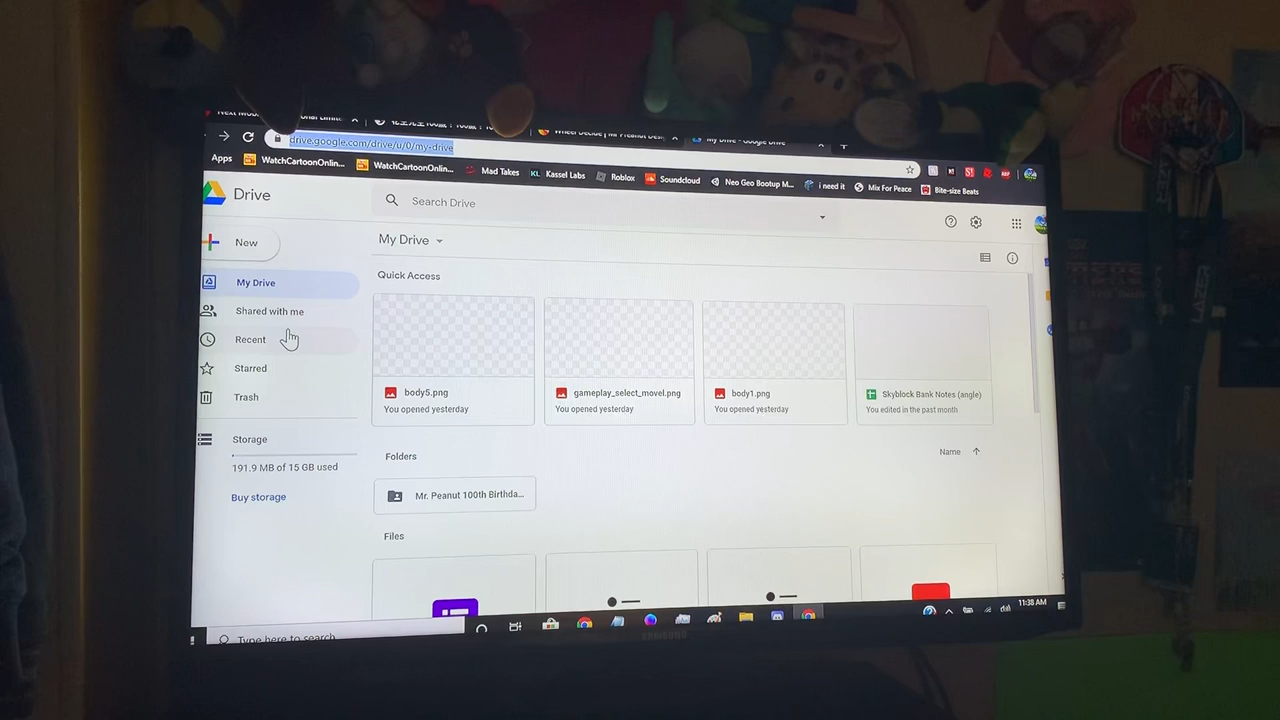 drive.google.com/drive/u/0/my-drive
Apps WatchCartoonOnlin... WatchCartoonOnlin... Mad Takes KL Kassel Labs Roblox Soundcloud Neo Geo Bootup M... i need it Mix For Peace Bite-size Beats
Drive
Search Drive
New
My Drive
My Drive
Shared with me
Recent
Starred
Trash
Storage
191.9 MB of 15 GB used
Buy storage
Quick Access
body5.png
You opened yesterday
gameplay_select_move1.png
You opened yesterday
body1.png
You opened yesterday
Skyblock Bank Notes (angle)
You edited in the past month
Folders
Name
Mr. Peanut 100th Birthda...
Files
Type here to search
11:38 AM
SAMSUNG